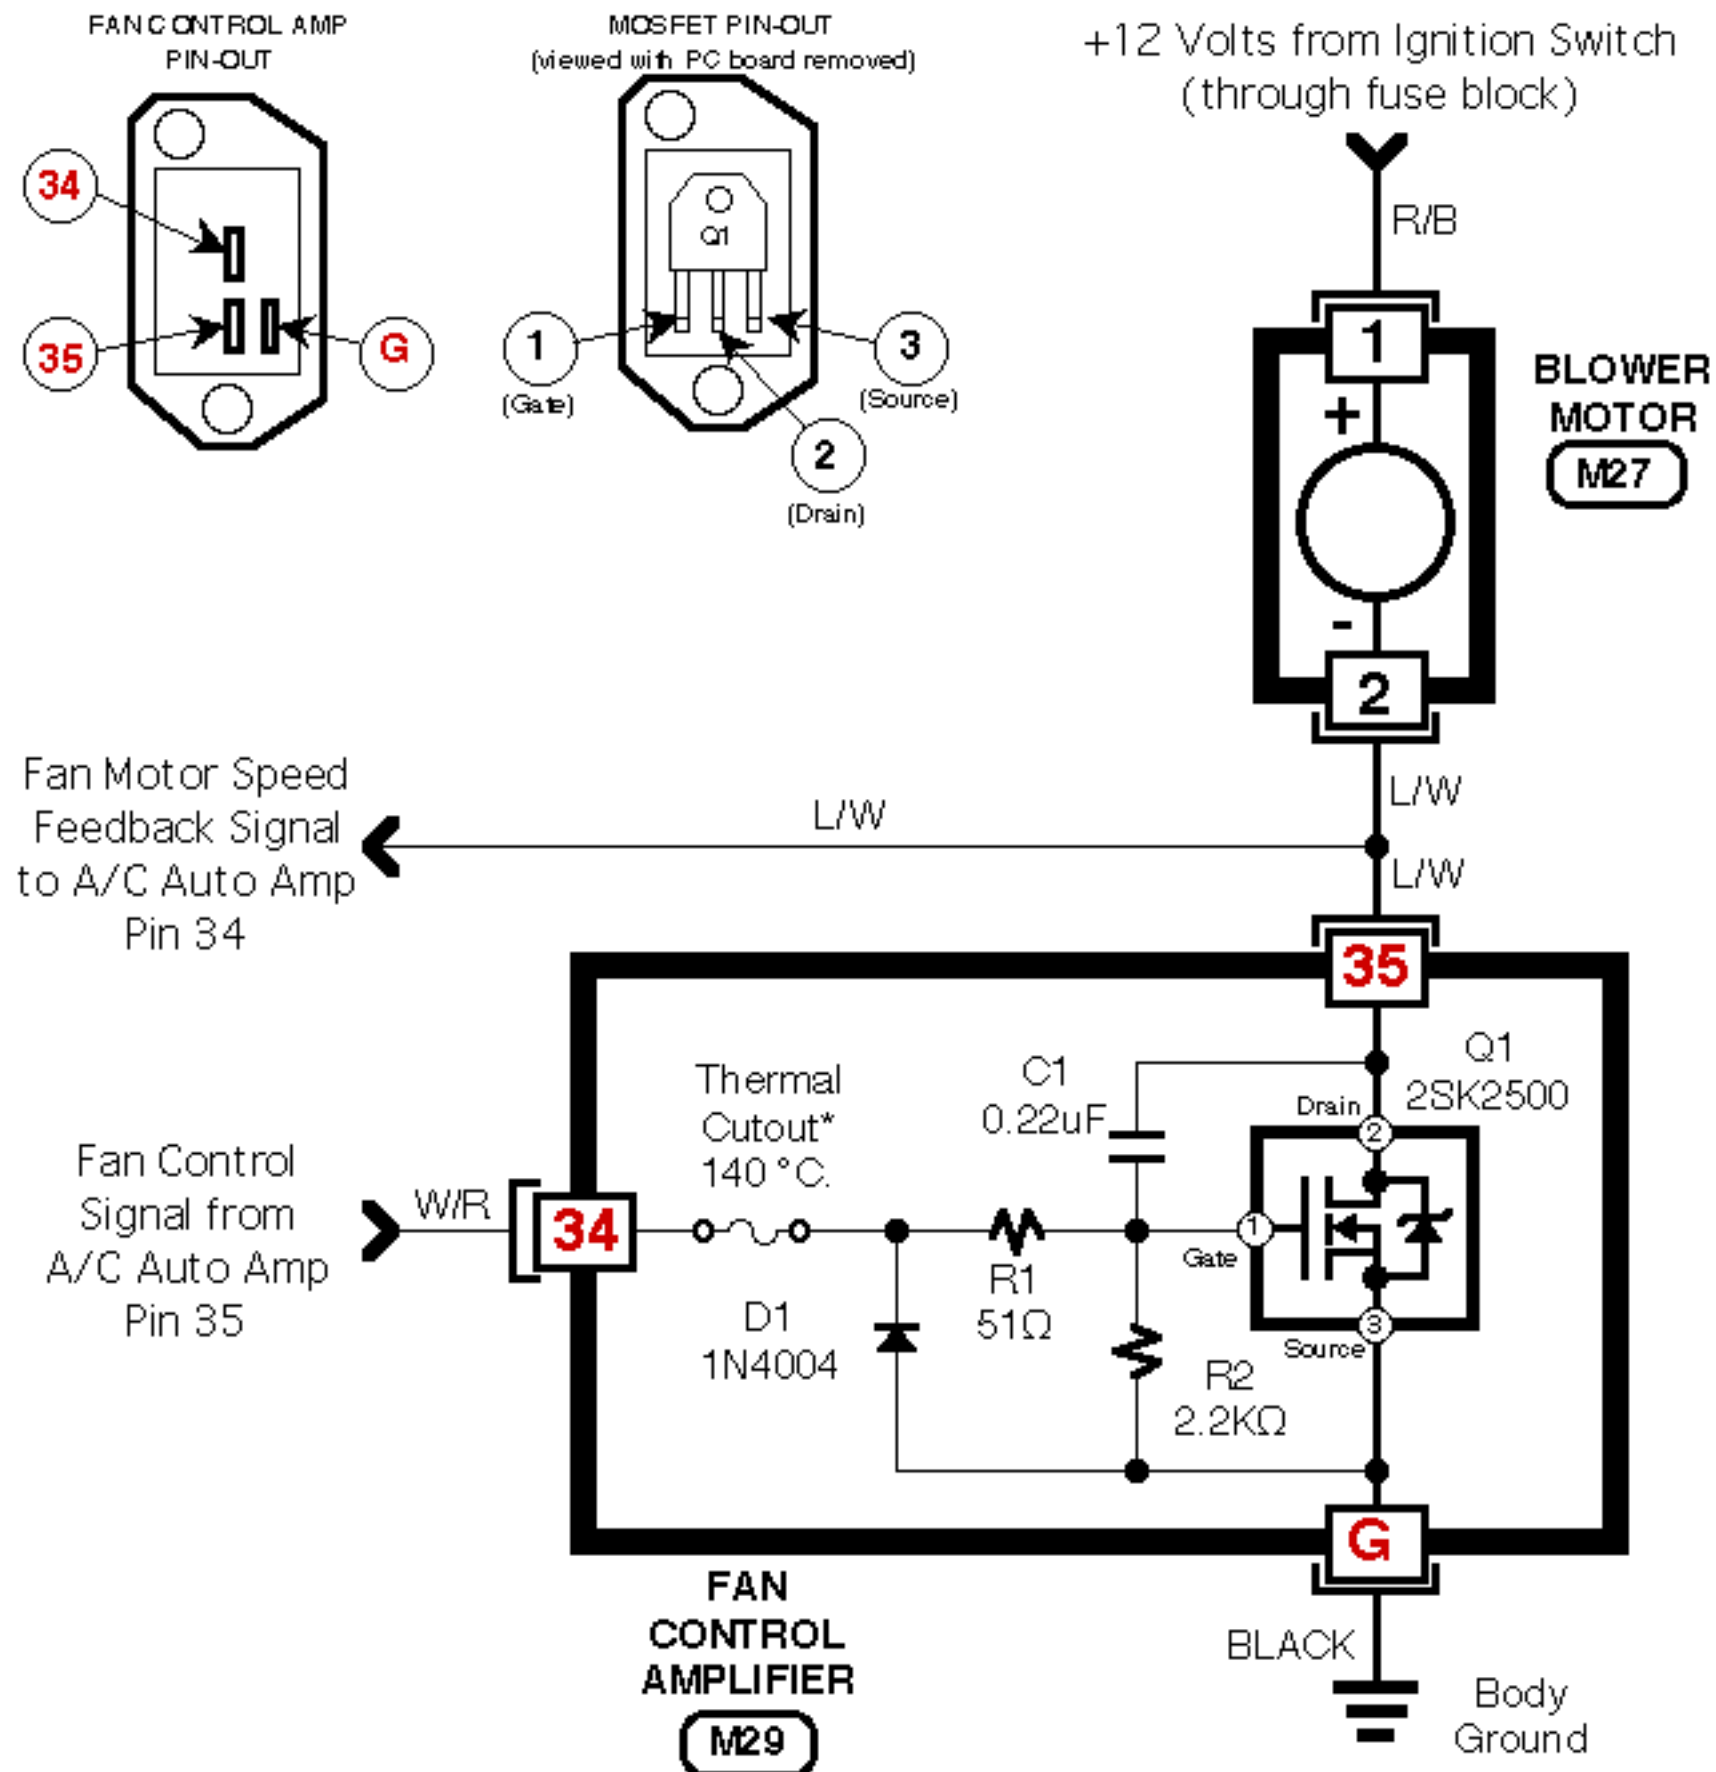 FAN CONTROL AMP
PIN-OUT
MOSFET PIN-OUT
(viewed with PC board removed)
+12 Volts from Ignition Switch
(through fuse block)
34
35
G
Q1
1
(Gate)
2
(Drain)
3
(Source)
R/B
1
+
-
2
BLOWER
MOTOR
M27
L/W
L/W
L/W
Fan Motor Speed
Feedback Signal
to A/C Auto Amp
Pin 34
35
Thermal
Cutout*
140 °C.
C1
0.22uF
Q1
2SK2500
Drain
2
Fan Control
Signal from
A/C Auto Amp
Pin 35
W/R
34
R1
51Ω
Gate
1
D1
1N4004
R2
2.2KΩ
Source
3
G
FAN
CONTROL
AMPLIFIER
M29
BLACK
Body
Ground